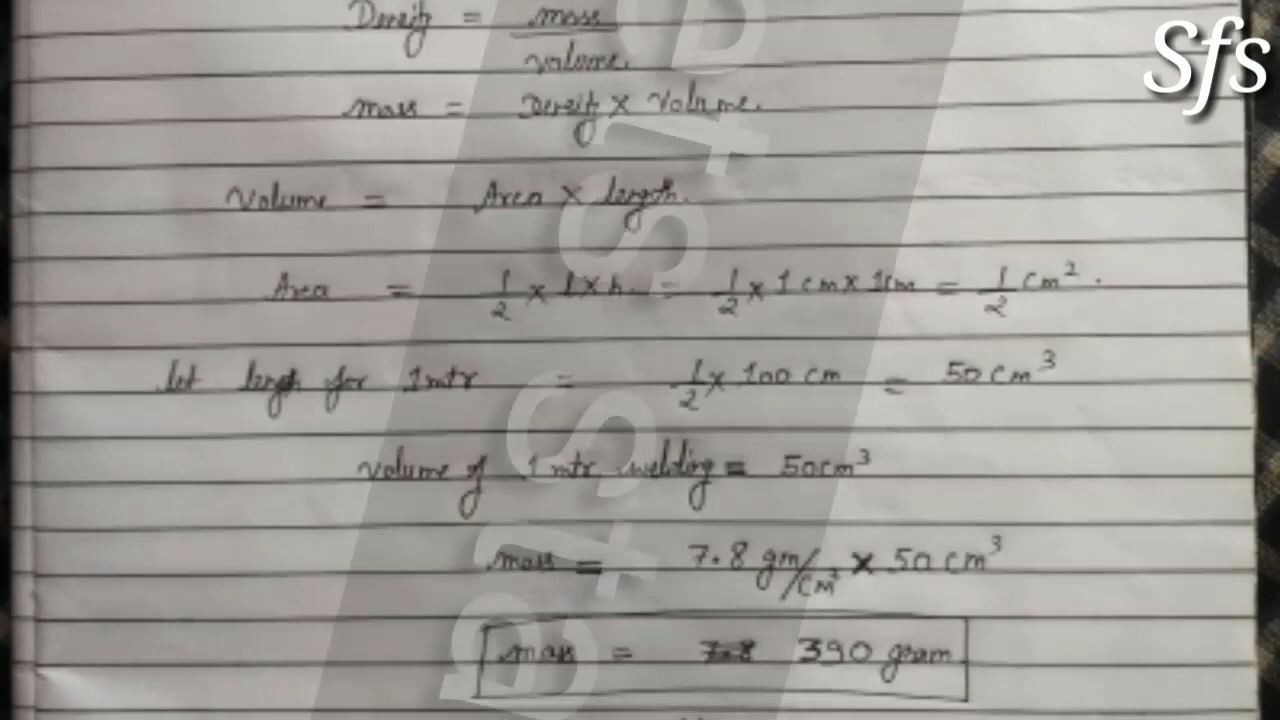 Sfs
Density = mass / volume.
mass = Density × Volume.
Volume = Area × length.
Area = 1/2 × l × h = 1/2 × 1 cm × 1cm = 1/2 cm².
let length for 1 mtr = 1/2 × 100 cm = 50 cm³
volume of 1 mtr welding = 50cm³
mass = 7.8 gm/cm³ × 50 cm³
mass = 7.8 390 gram